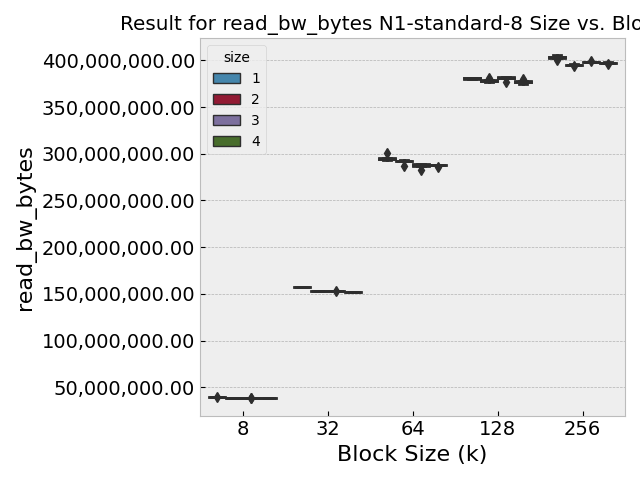 Result for read_bw_bytes N1-standard-8 Size vs. Blo
size
1
2
3
4
read_bw_bytes
400,000,000.00
350,000,000.00
300,000,000.00
250,000,000.00
200,000,000.00
150,000,000.00
100,000,000.00
50,000,000.00
8 32 64 128 256
Block Size (k)